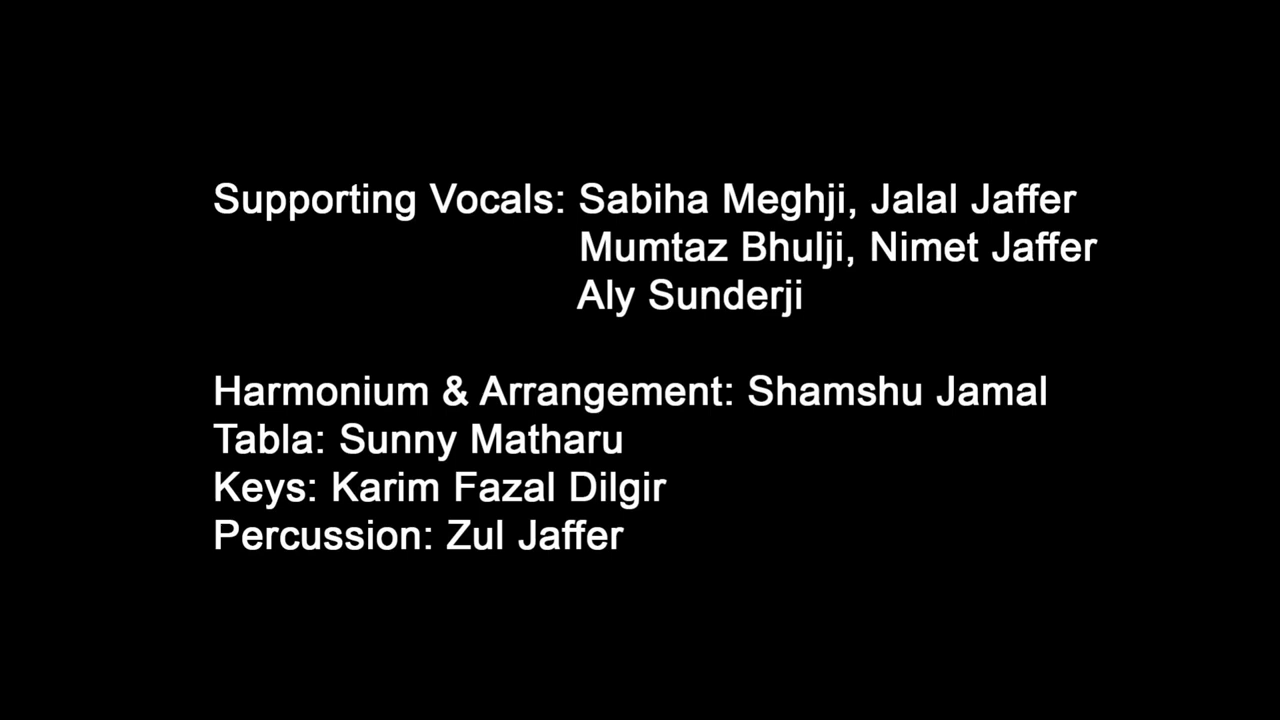 Supporting Vocals: Sabiha Meghji, Jalal Jaffer
Mumtaz Bhulji, Nimet Jaffer
Aly Sunderji
Harmonium & Arrangement: Shamshu Jamal
Tabla: Sunny Matharu
Keys: Karim Fazal Dilgir
Percussion: Zul Jaffer